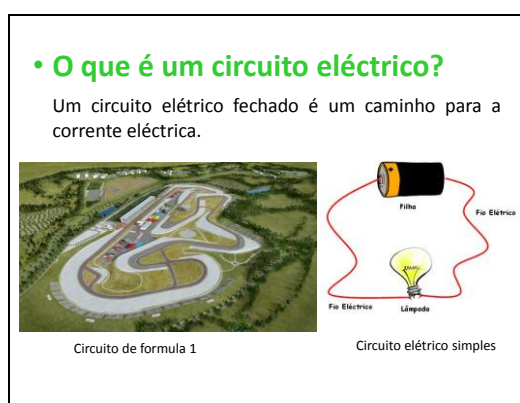 • O que é um circuito eléctrico?
Um circuito elétrico fechado é um caminho para a
corrente eléctrica.
Pilha
Fio Elétrico
Fio Eléctrico
Lâmpada
Circuito de formula 1
Circuito elétrico simples